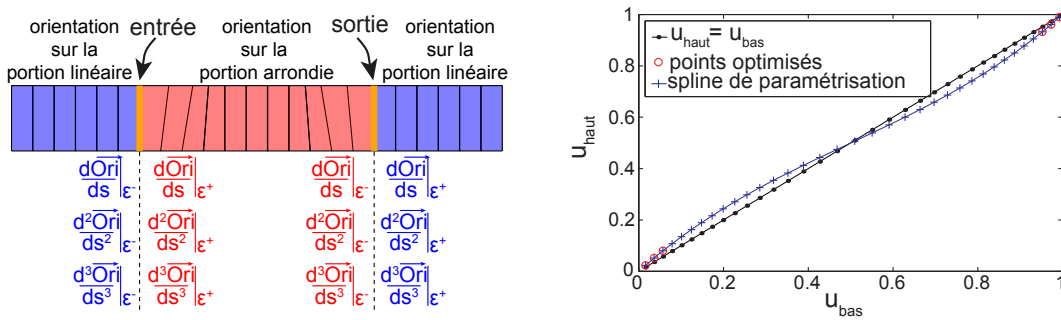 orientation sur la portion linéaire
entrée
orientation sur la portion arrondie
sortie
orientation sur la portion linéaire
dOri/ds|ε- dOri/ds|ε+ dOri/ds|ε- dOri/ds|ε+
d²Ori/ds²|ε- d²Ori/ds²|ε+ d²Ori/ds²|ε- d²Ori/ds²|ε+
d³Ori/ds³|ε- d³Ori/ds³|ε+ d³Ori/ds³|ε- d³Ori/ds³|ε+
u_haut = u_bas
points optimisés
spline de paramétrisation
u_haut
1
0.8
0.6
0.4
0.2
0
0 0.2 0.4 0.6 0.8 1
u_bas